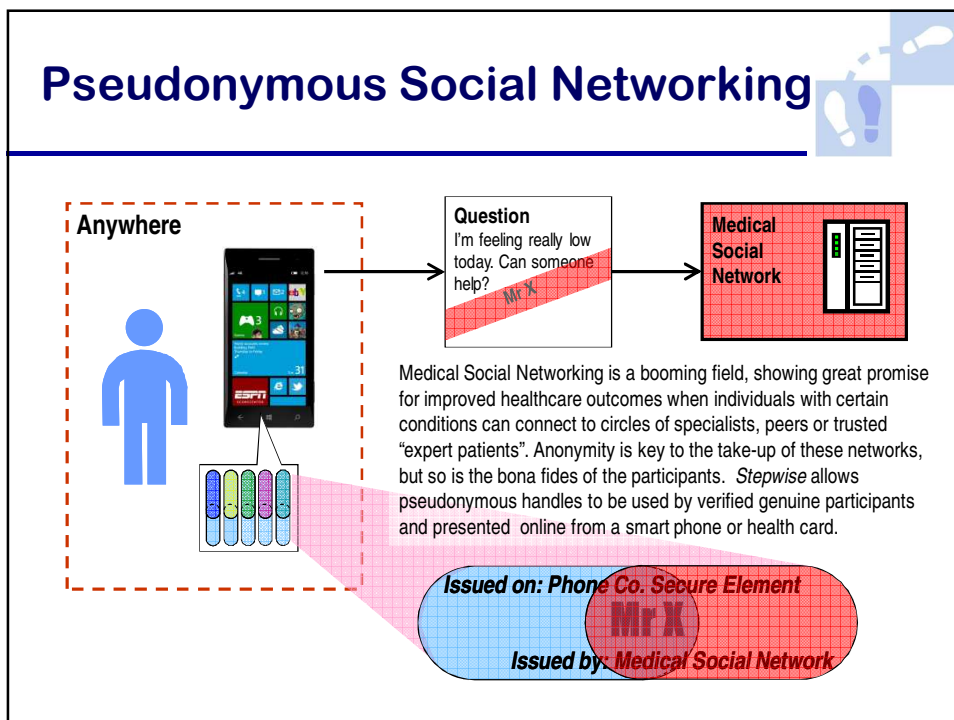 Pseudonymous Social Networking
Anywhere
3
31
ESPN
Question
I'm feeling really low
today. Can someone
help?
Mr X
Medical
Social
Network
Medical Social Networking is a booming field, showing great promise
for improved healthcare outcomes when individuals with certain
conditions can connect to circles of specialists, peers or trusted
“expert patients”. Anonymity is key to the take-up of these networks,
but so is the bona fides of the participants. Stepwise allows
pseudonymous handles to be used by verified genuine participants
and presented online from a smart phone or health card.
Issued on: Phone Co. Secure Element
Mr X
Issued by: Medical Social Network